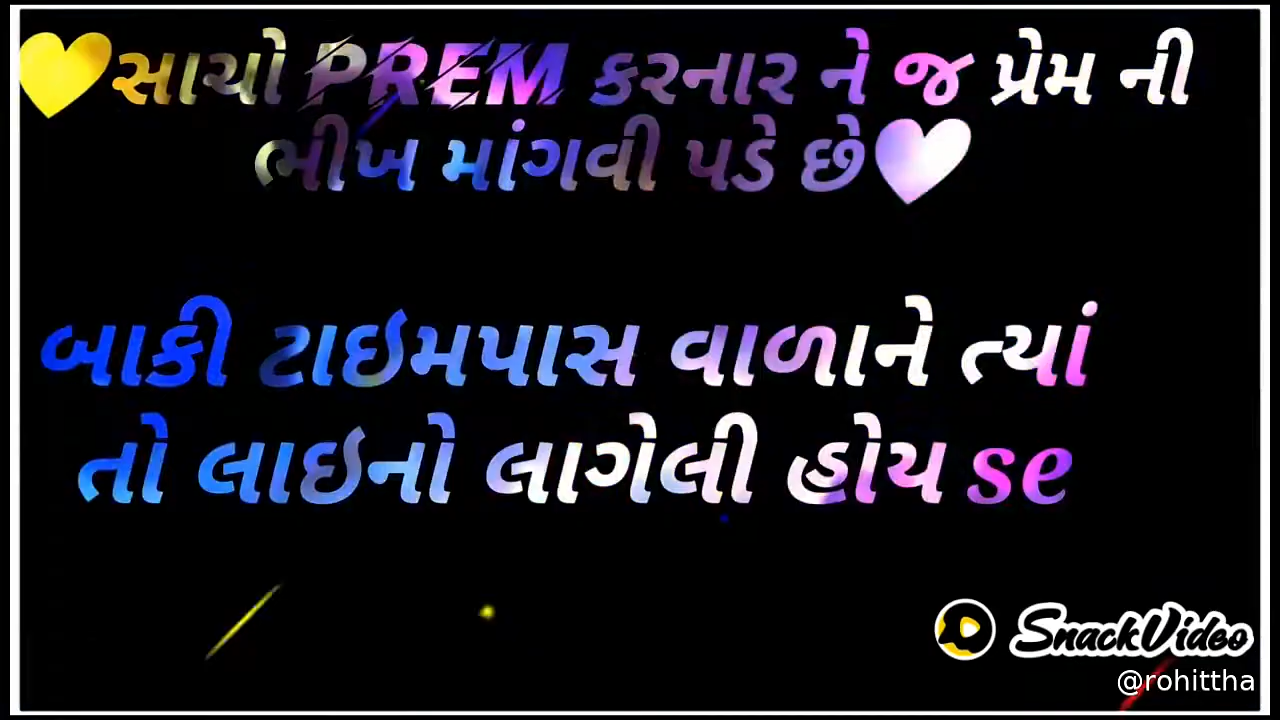 💛સાચો PREM કરનાર ને જ પ્રેમ ની
ભીખ માંગવી પડે છે🤍
બાકી ટાઇમપાસ વાળાને ત્યાં
તો લાઇનો લાગેલી હોય se
SnackVideo
@rohittha